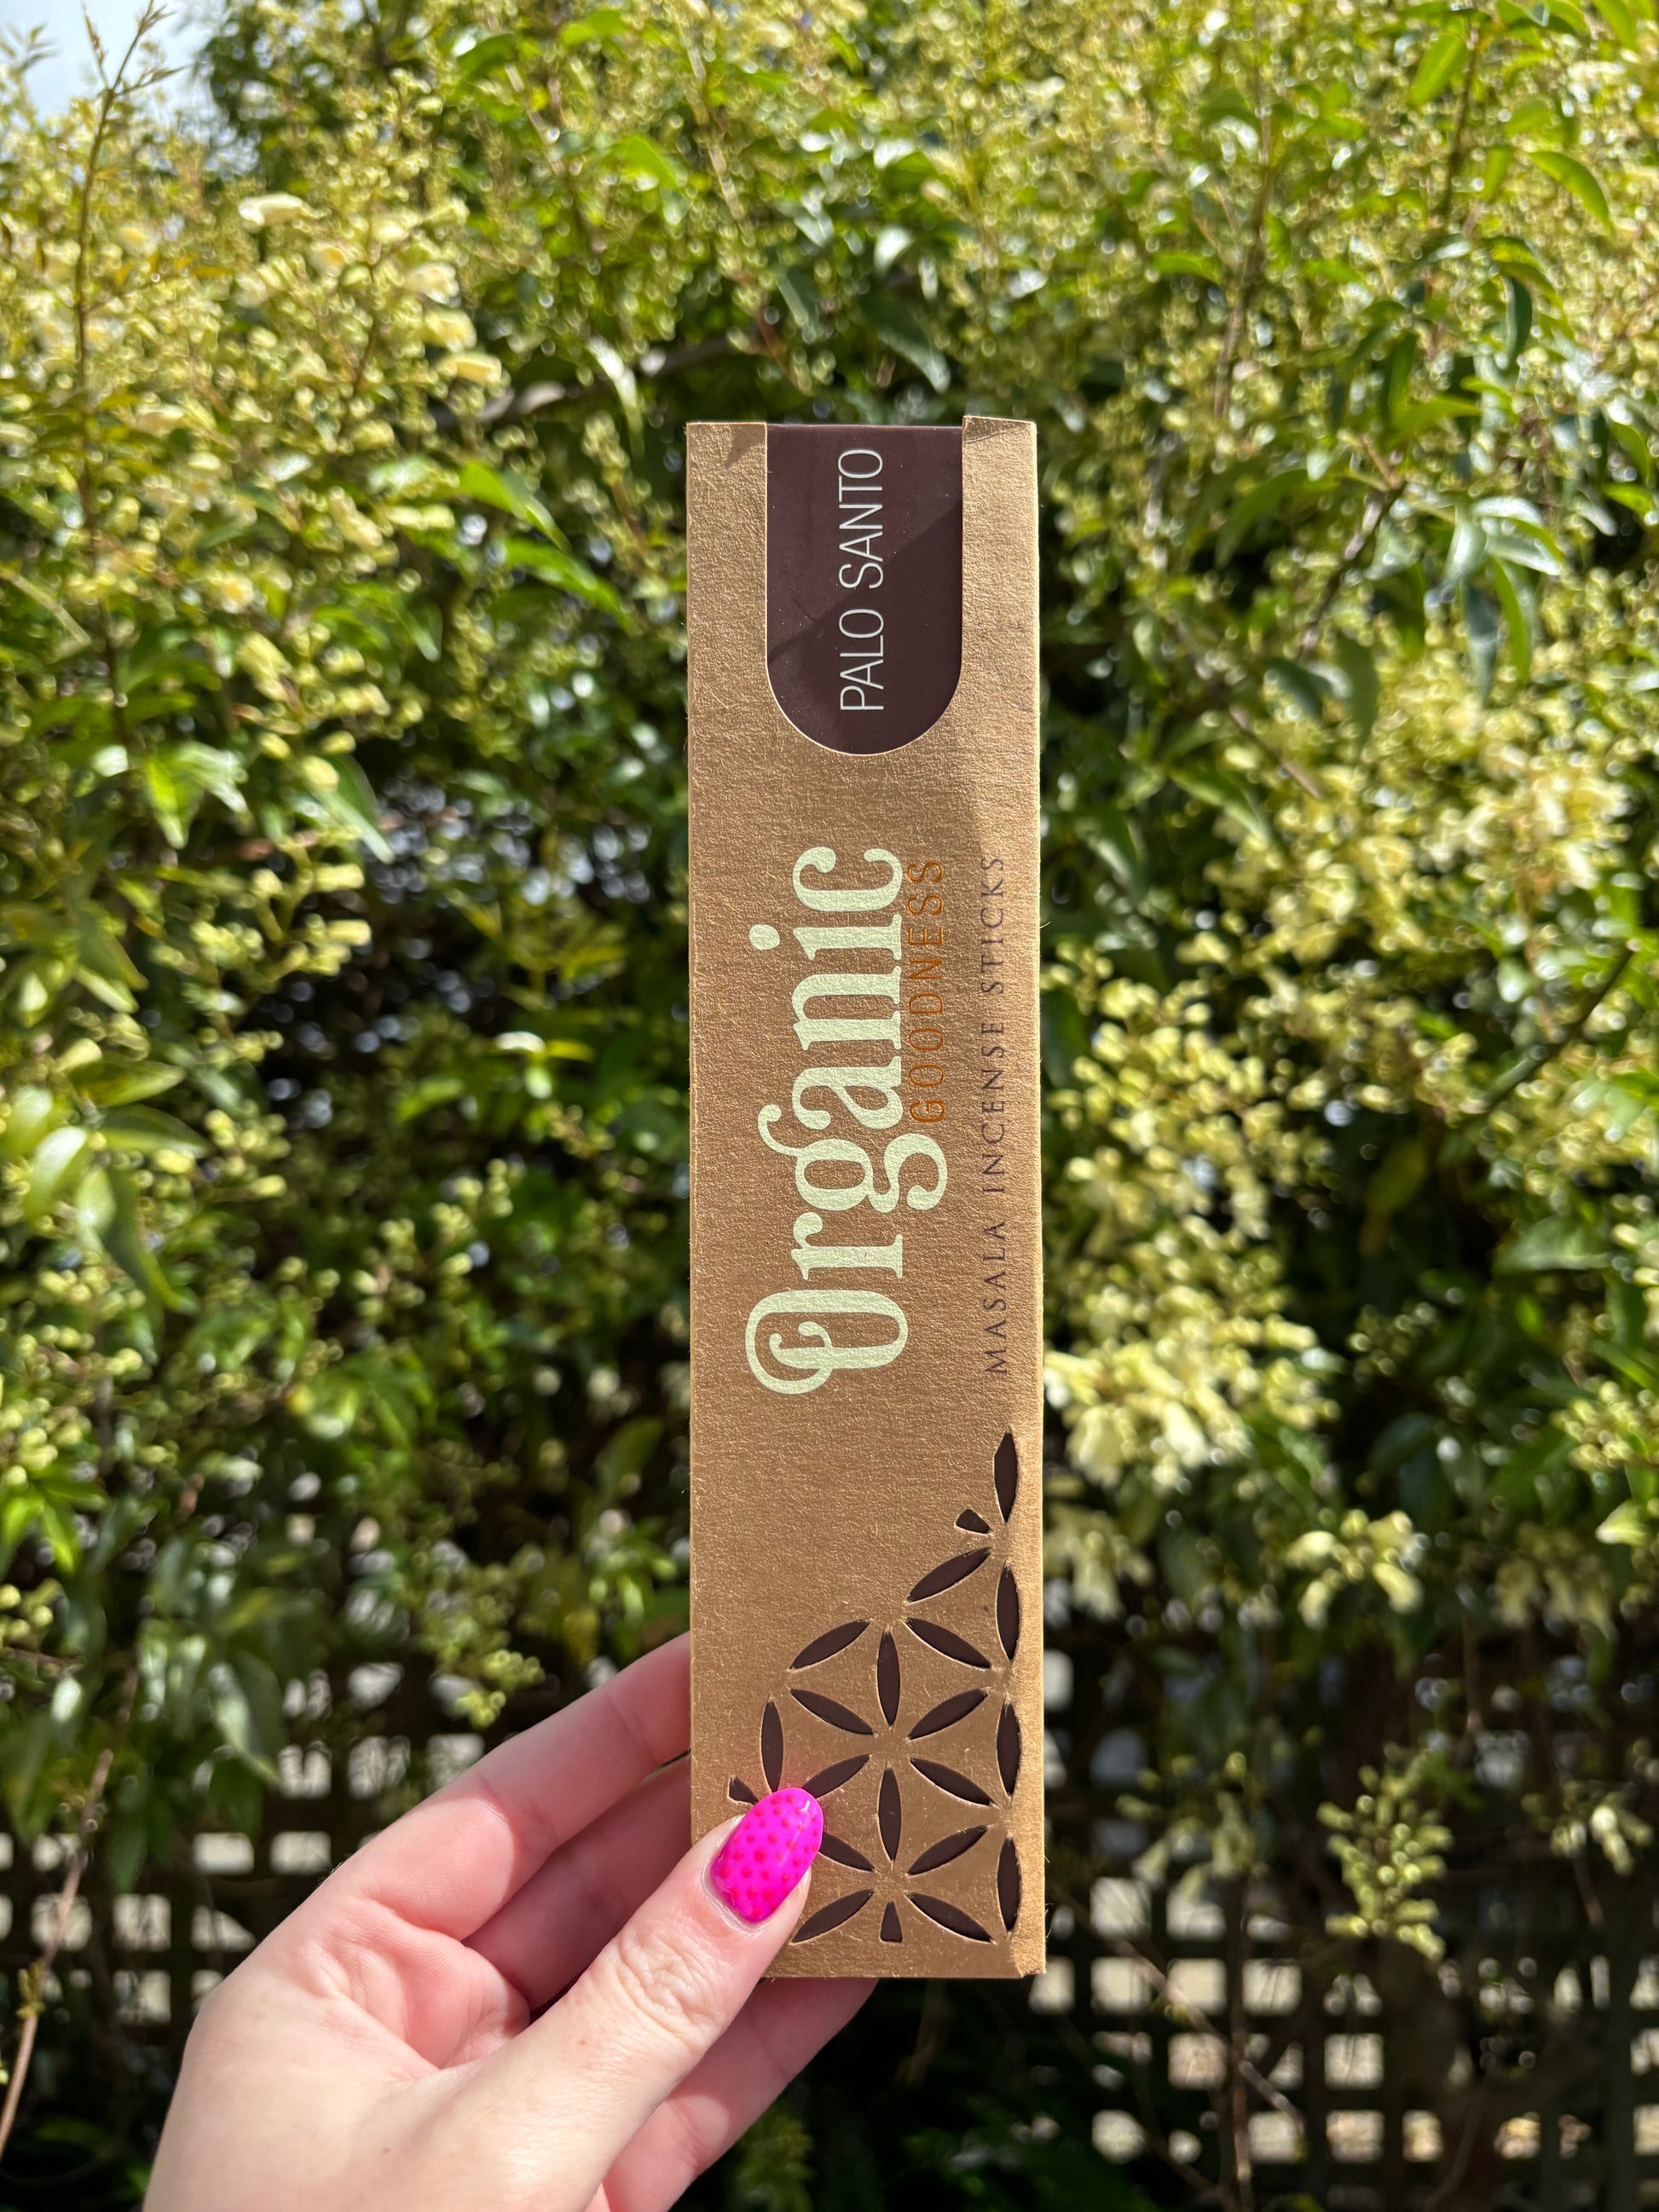 PALO SANTO
Organic
GOODNESS
MASALA INCENSE STICKS